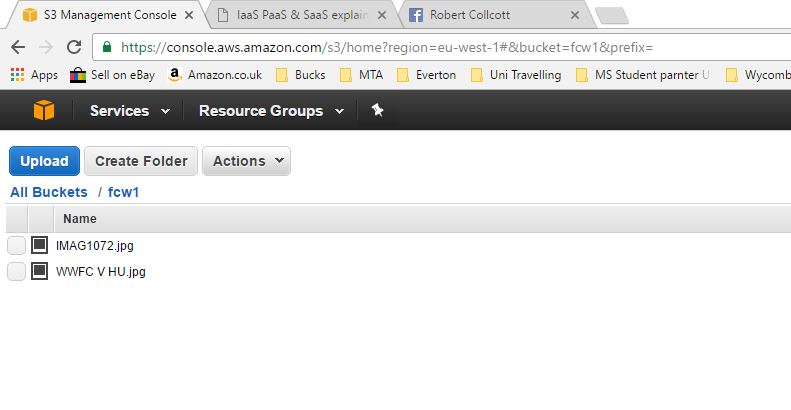 S3 Management Console
IaaS PaaS & SaaS explain
Robert Collcott
https://console.aws.amazon.com/s3/home?region=eu-west-1#&bucket=fcw1&prefix=
Apps Sell on eBay Amazon.co.uk Bucks MTA Everton Uni Travelling MS Student parnter U Wycomb
Services Resource Groups
Upload Create Folder Actions
All Buckets / fcw1
Name
IMAG1072.jpg
WWFC V HU.jpg